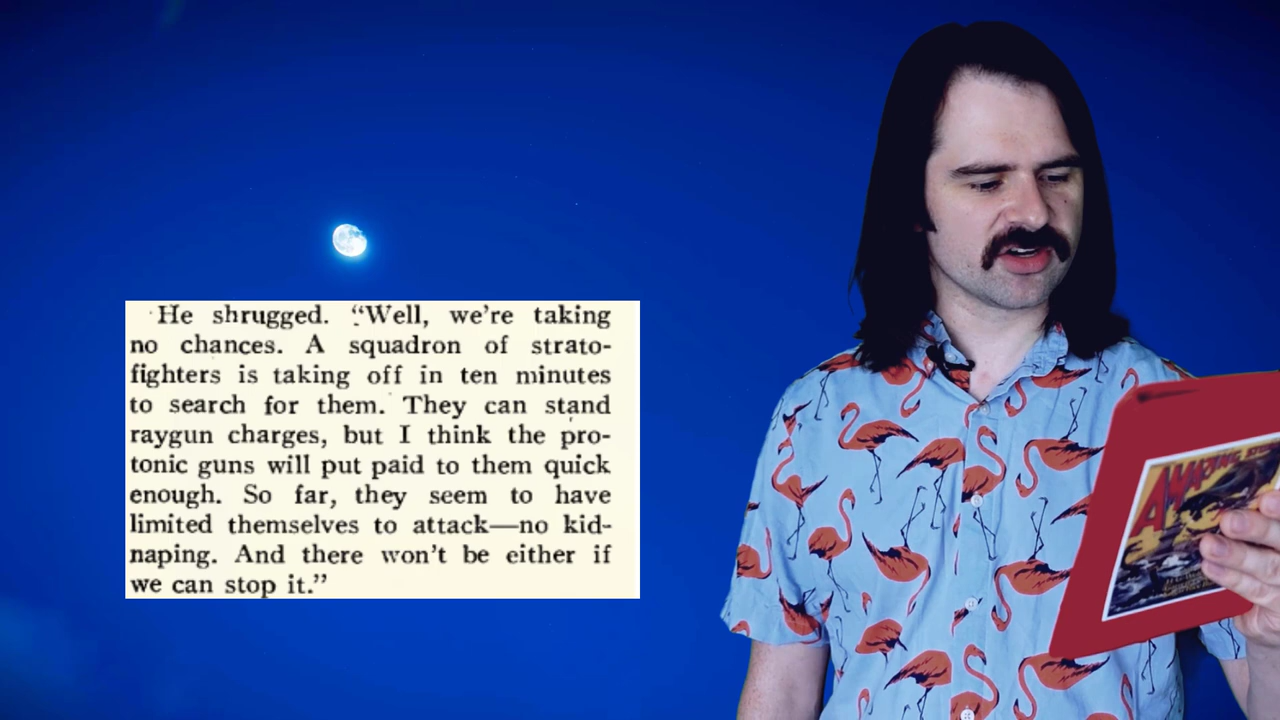 He shrugged. “Well, we’re taking
no chances. A squadron of strato-
fighters is taking off in ten minutes
to search for them. They can stand
raygun charges, but I think the pro-
tonic guns will put paid to them quick
enough. So far, they seem to have
limited themselves to attack—no kid-
naping. And there won’t be either if
we can stop it.”
AMAZING